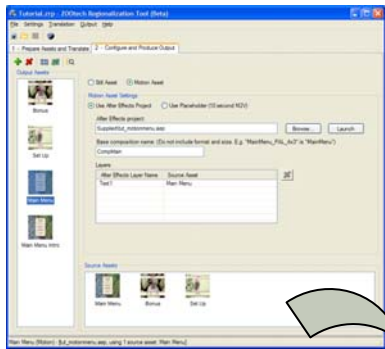 Tutorial.zrp - ZOOtech Regionalization Tool (Beta)
File Settings Translation Output Help
1 - Prepare Assets and Translate
2 - Configure and Produce Output
Output Assets
Still Asset Motion Asset
Motion Asset Settings
Use After Effects Project Use Placeholder (10 second M2V)
After Effects project:
Browse... Launch
Base composition name: (Do not include format and size. E.g. "MainMenu_PAL_4x3" is "MainMenu")
CompMain
Layers
After Effects Layer Name Source Asset
Text1 Main Menu
Bonus
Set Up
Main Menu
Main Menu Intro
Source Assets
Main Menu Bonus Set Up